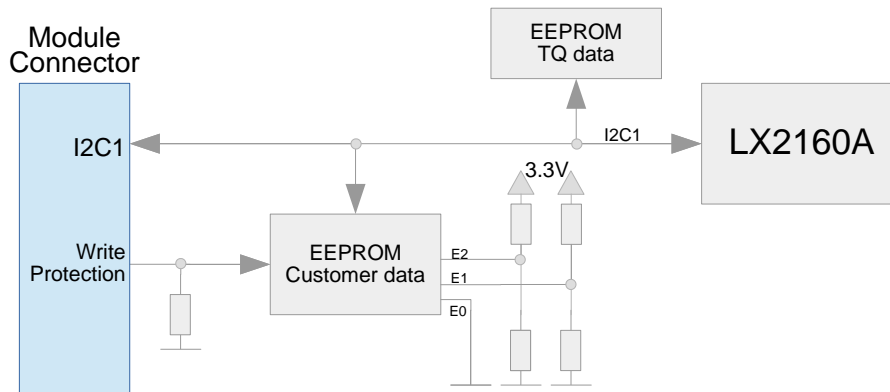 Module
Connector
EEPROM
TQ data
I2C1
I2C1
LX2160A
3.3V
Write
Protection
EEPROM
Customer data
E2
E1
E0